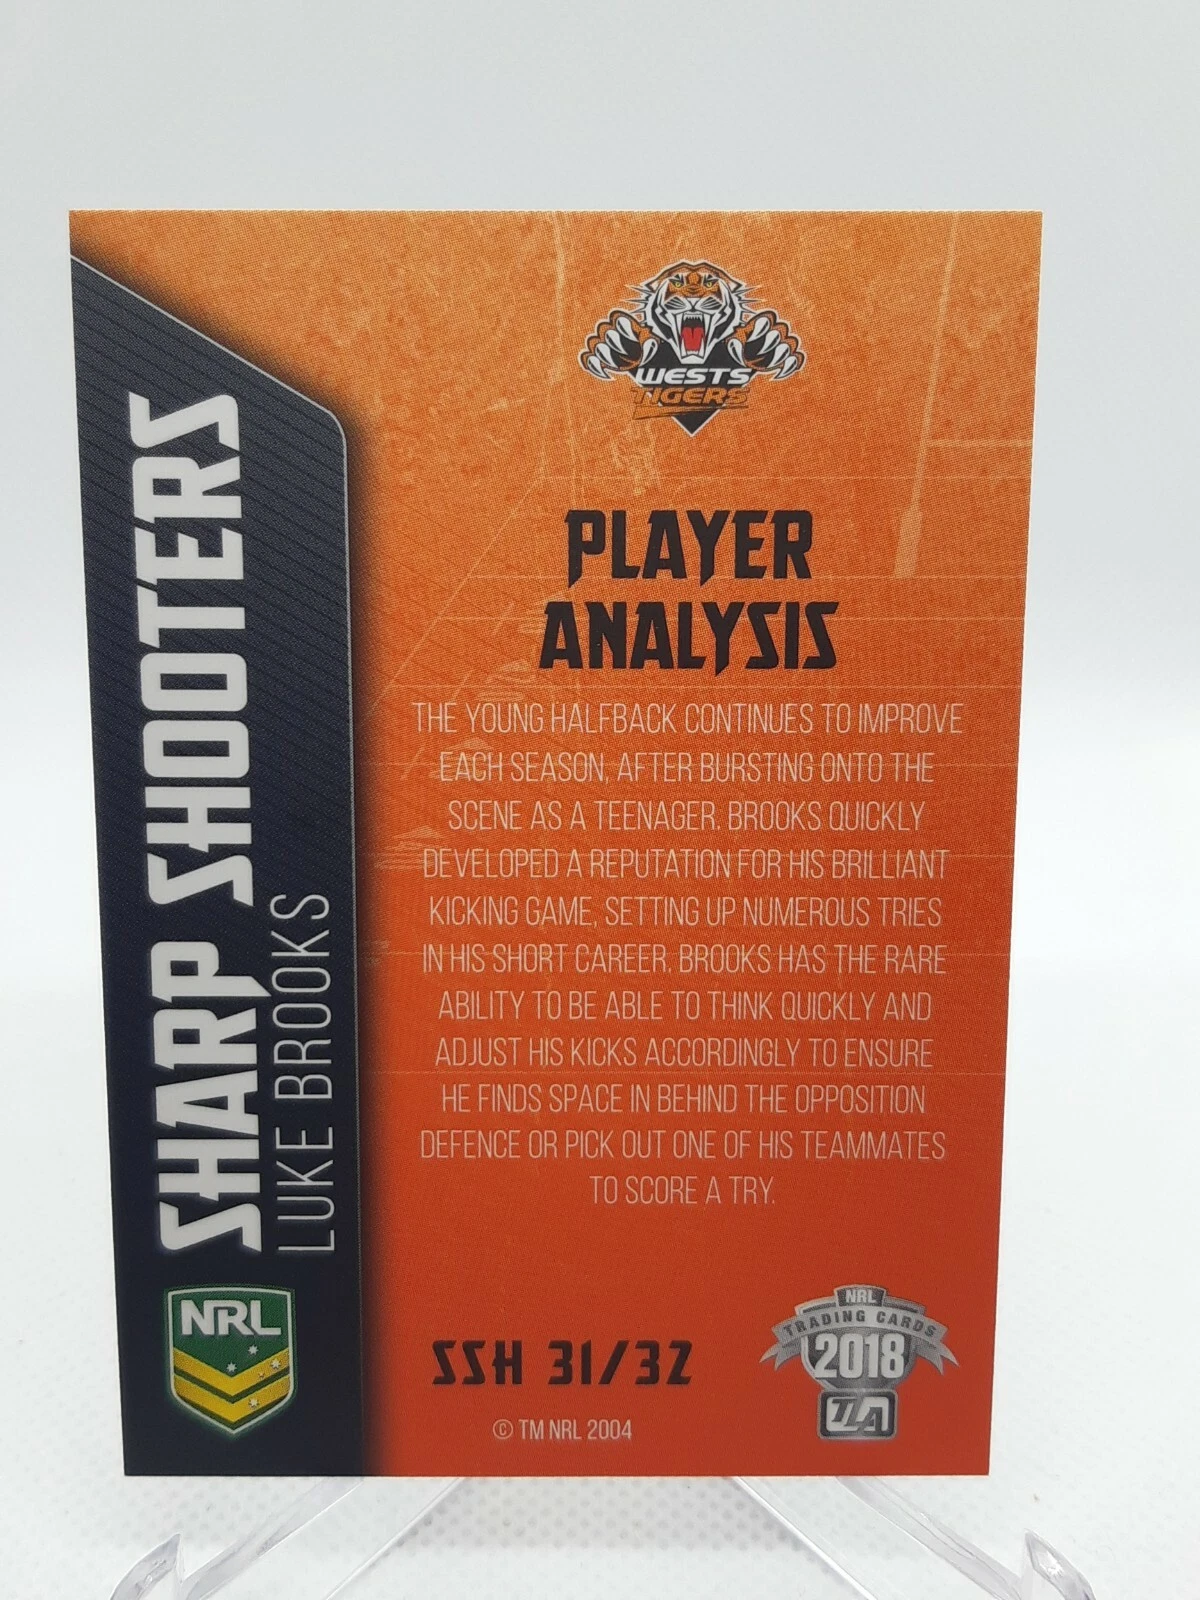 WESTS
TIGERS
SHARP SHOOTERS
LUKE BROOKS
PLAYER
ANALYSIS
THE YOUNG HALFBACK CONTINUES TO IMPROVE
EACH SEASON, AFTER BURSTING ONTO THE
SCENE AS A TEENAGER. BROOKS QUICKLY
DEVELOPED A REPUTATION FOR HIS BRILLIANT
KICKING GAME, SETTING UP NUMEROUS TRIES
IN HIS SHORT CAREER. BROOKS HAS THE RARE
ABILITY TO BE ABLE TO THINK QUICKLY AND
ADJUST HIS KICKS ACCORDINGLY TO ENSURE
HE FINDS SPACE IN BEHIND THE OPPOSITION
DEFENCE OR PICK OUT ONE OF HIS TEAMMATES
TO SCORE A TRY.
NRL
SSH 31/32
© TM NRL 2004
NRL
TRADING CARDS
2018
TLA